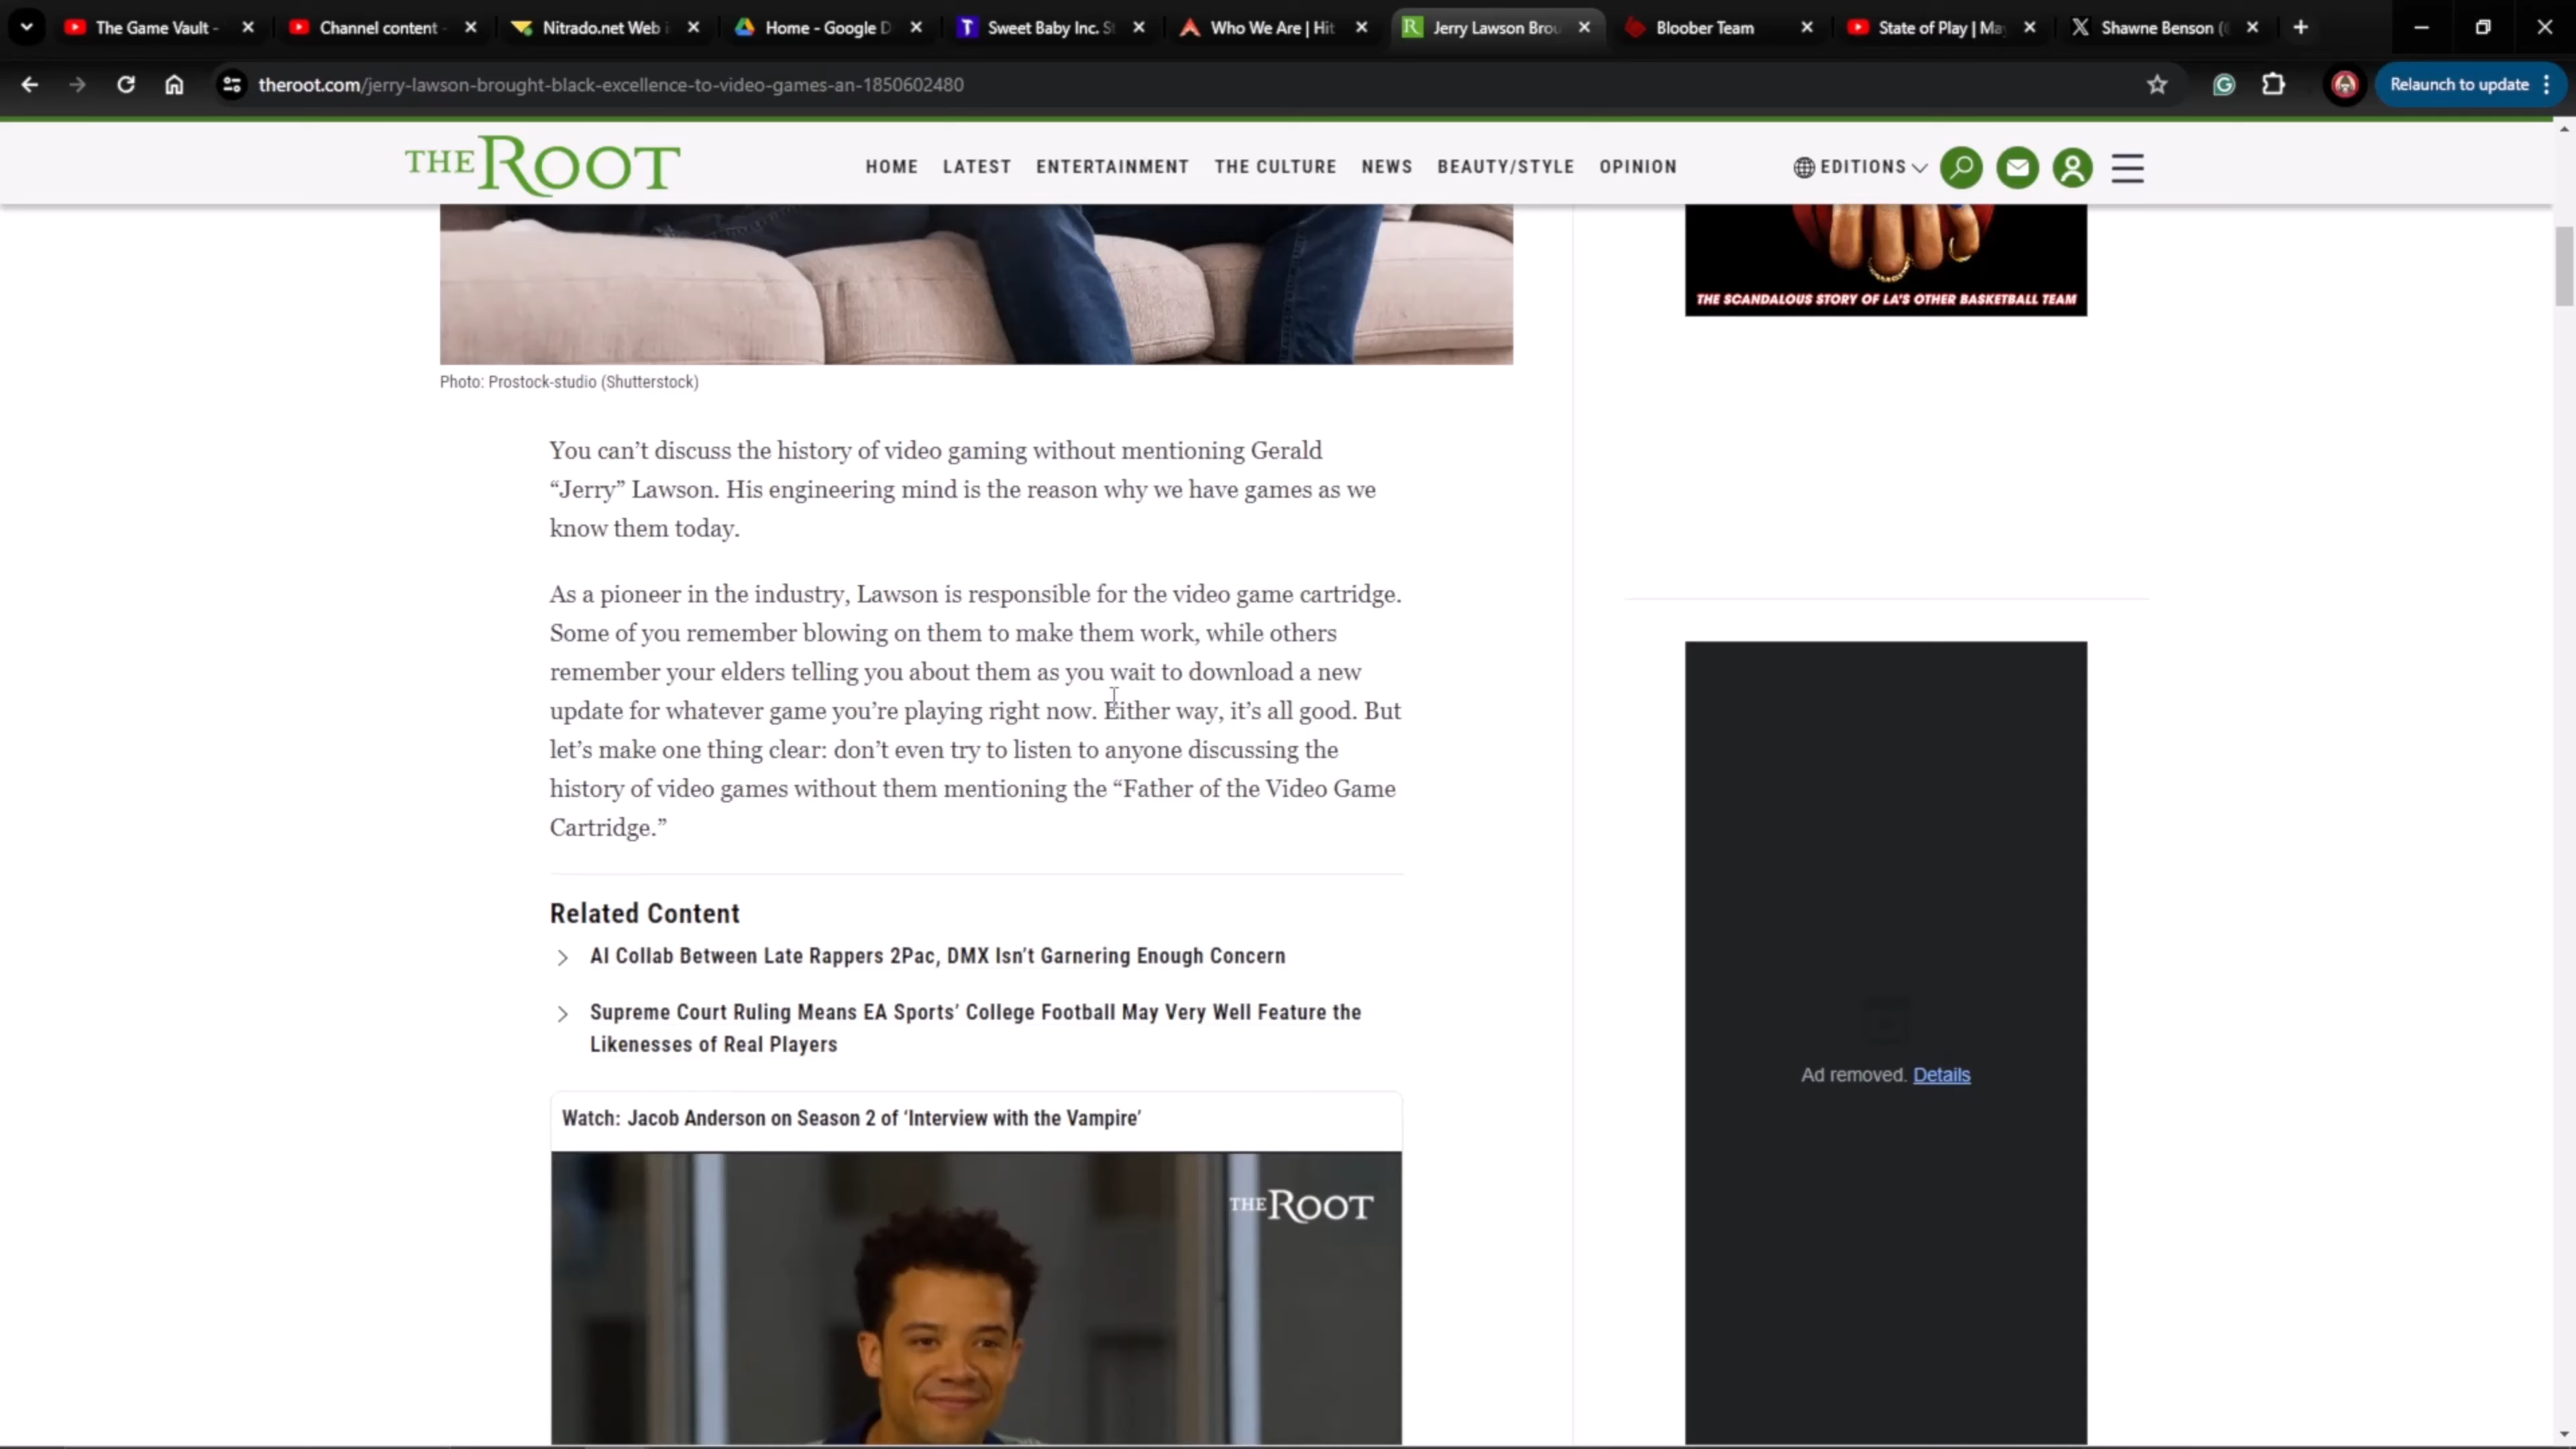 The Game Vault -
Channel content -
Nitrado.net Web i
Home - Google D
Sweet Baby Inc. S
Who We Are | Hit
Jerry Lawson Brou
Bloober Team
State of Play | Ma
Shawne Benson (
theroot.com/jerry-lawson-brought-black-excellence-to-video-games-an-1850602480
Relaunch to update
THE ROOT
HOME LATEST ENTERTAINMENT THE CULTURE NEWS BEAUTY/STYLE OPINION
EDITIONS
THE SCANDALOUS STORY OF LA'S OTHER BASKETBALL TEAM
Photo: Prostock-studio (Shutterstock)
You can’t discuss the history of video gaming without mentioning Gerald
“Jerry” Lawson. His engineering mind is the reason why we have games as we
know them today.
As a pioneer in the industry, Lawson is responsible for the video game cartridge.
Some of you remember blowing on them to make them work, while others
remember your elders telling you about them as you wait to download a new
update for whatever game you’re playing right now. Either way, it’s all good. But
let’s make one thing clear: don’t even try to listen to anyone discussing the
history of video games without them mentioning the “Father of the Video Game
Cartridge.”
Related Content
AI Collab Between Late Rappers 2Pac, DMX Isn’t Garnering Enough Concern
Supreme Court Ruling Means EA Sports’ College Football May Very Well Feature the
Likenesses of Real Players
Ad removed. Details
Watch: Jacob Anderson on Season 2 of ‘Interview with the Vampire’
THE ROOT